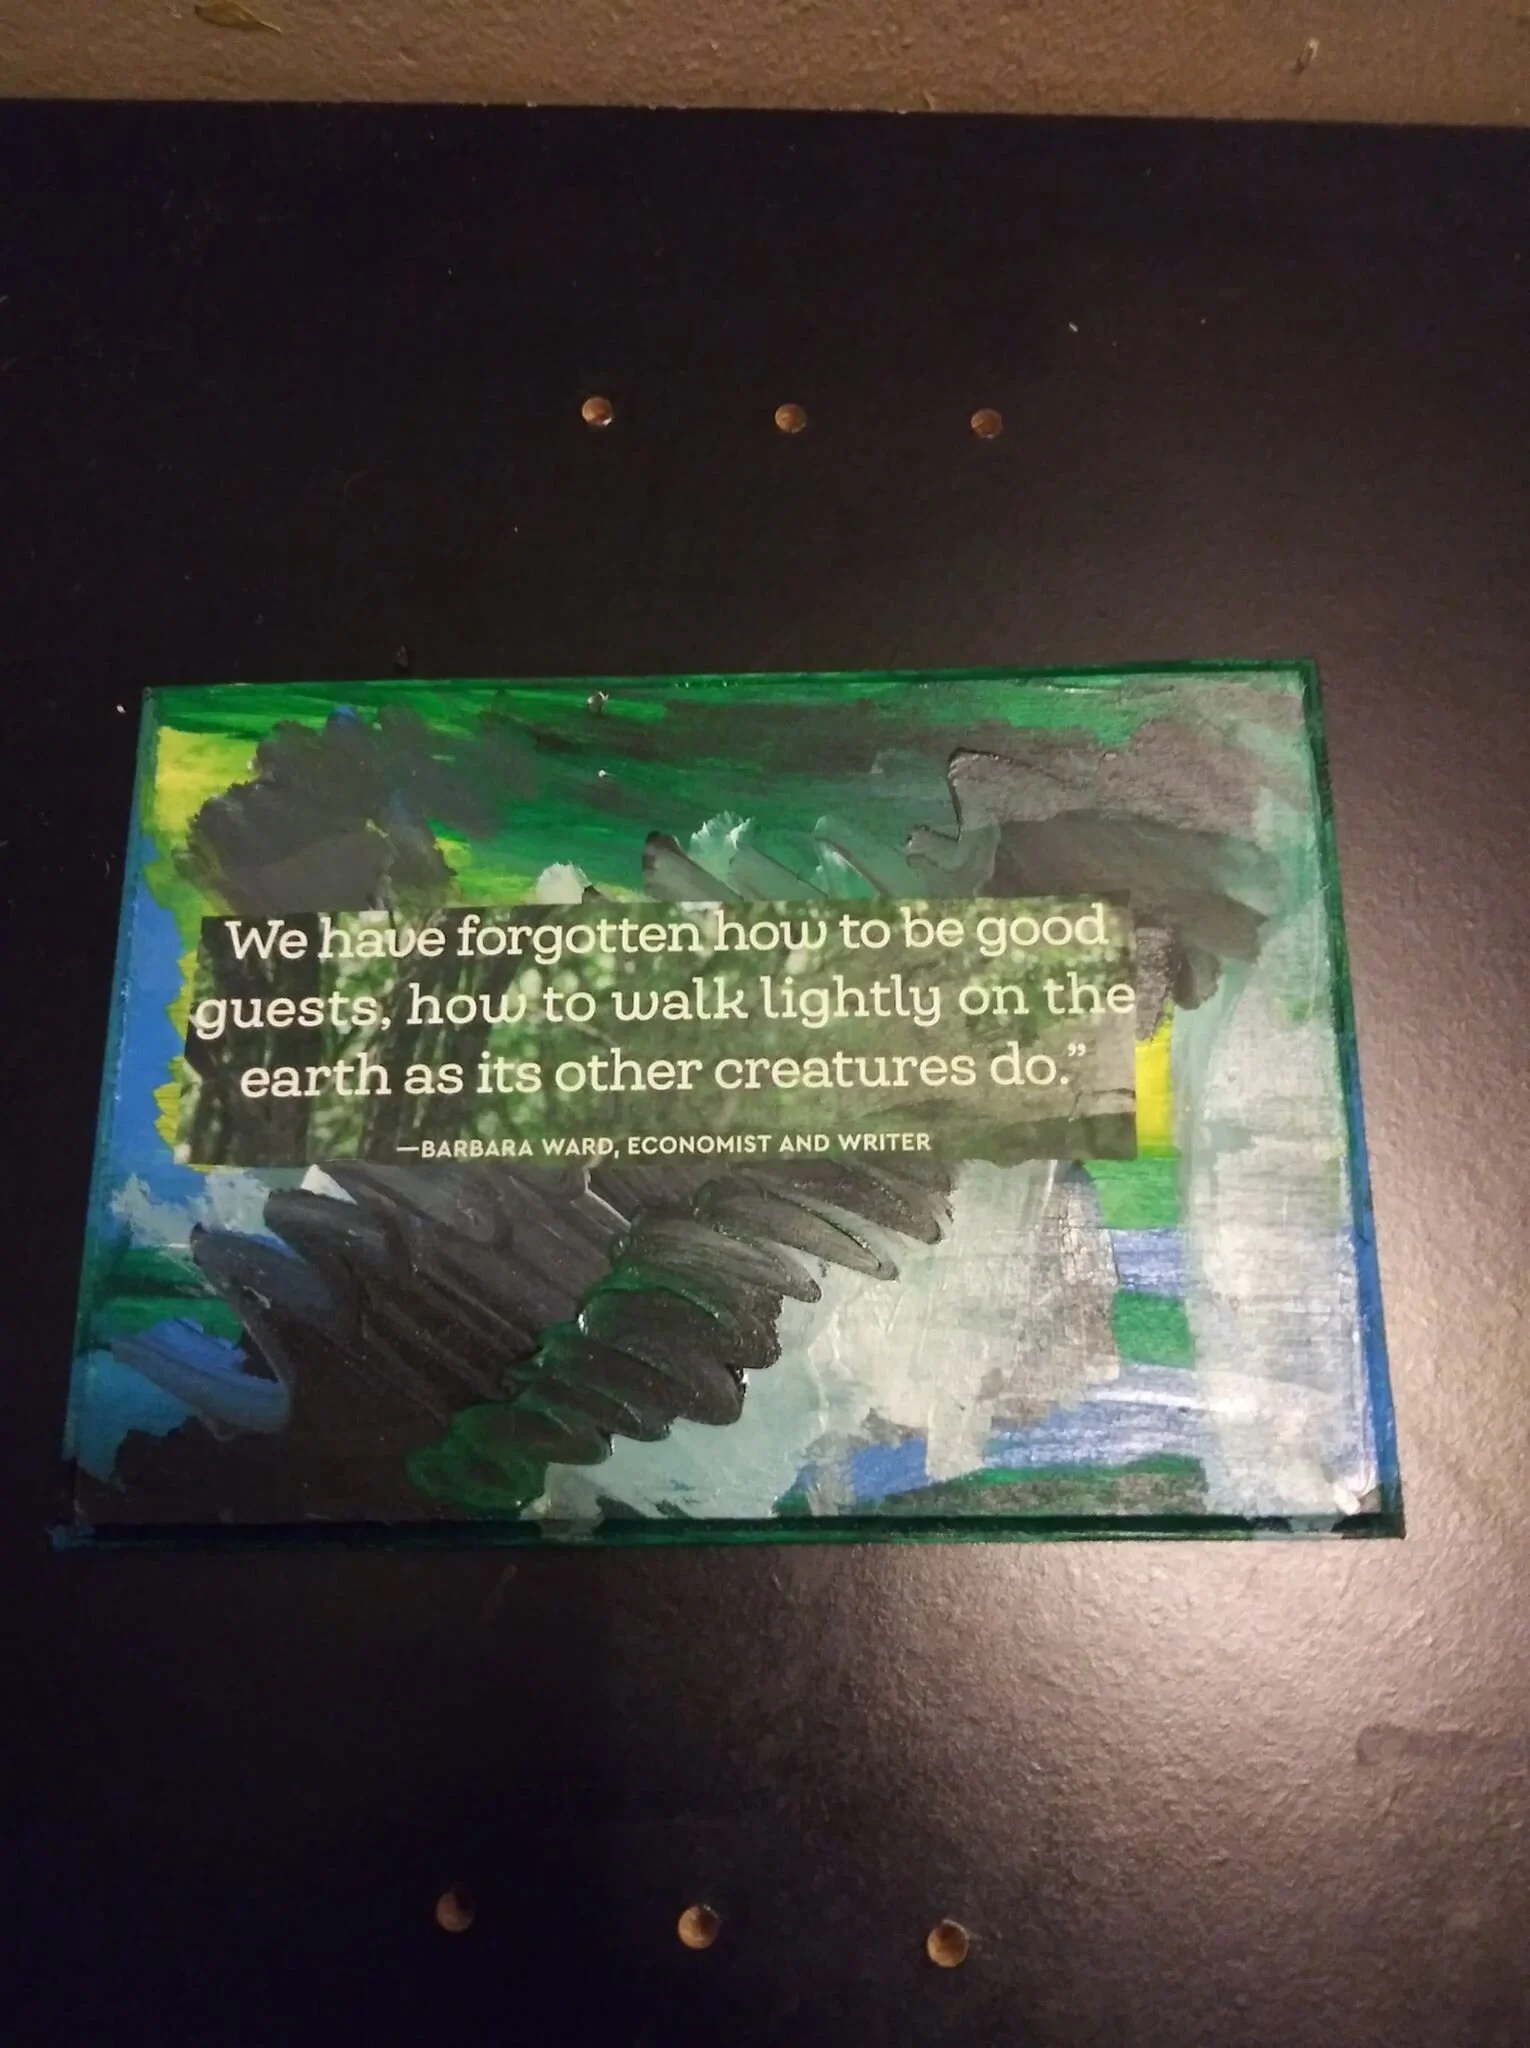 We have forgotten how to be good
guests, how to walk lightly on the
earth as its other creatures do.”
—BARBARA WARD, ECONOMIST AND WRITER